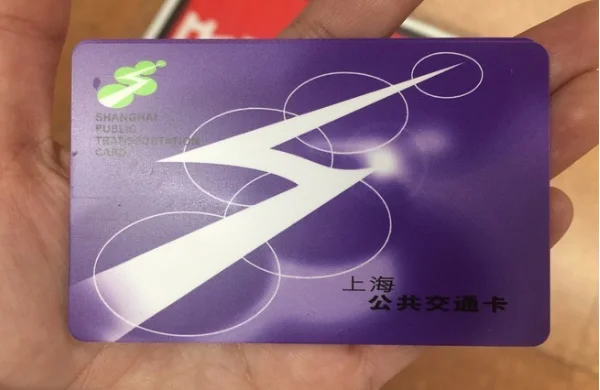 SHANGHAI
PUBLIC
TRANSPORTATION
CARD
上海
公共交通卡